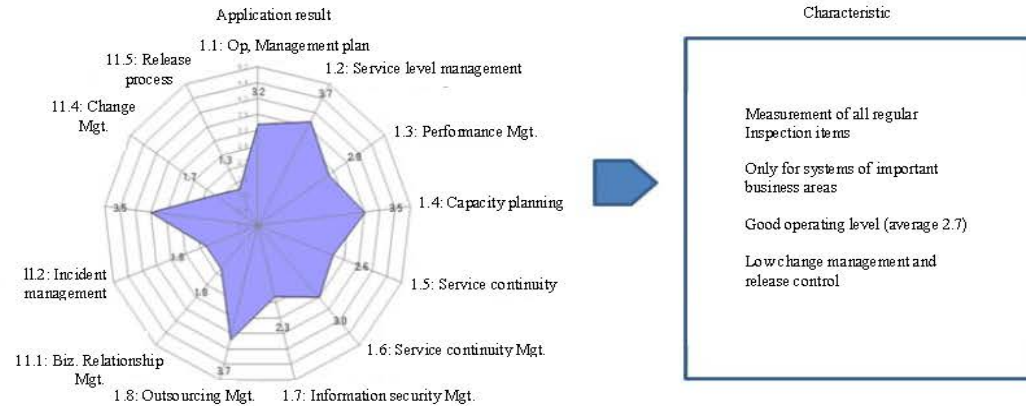 Application result
Characteristic
1.1: Op, Management plan
11.5: Release
process
1.2: Service level management
11.4: Change
Mgt.
1.3: Performance Mgt.
1.4: Capacity planning
1.5: Service continuity
1.6: Service continuity Mgt.
1.7: Information security Mgt.
1.8: Outsourcing Mgt.
11.1: Biz. Relationship
Mgt.
11.2: Incident
management
3.2
3.7
2.8
3.5
2.6
3.0
2.3
3.7
1.9
1.8
3.5
1.7
1.3
Measurement of all regular
Inspection items
Only for systems of important
business areas
Good operating level (average 2.7)
Low change management and
release control